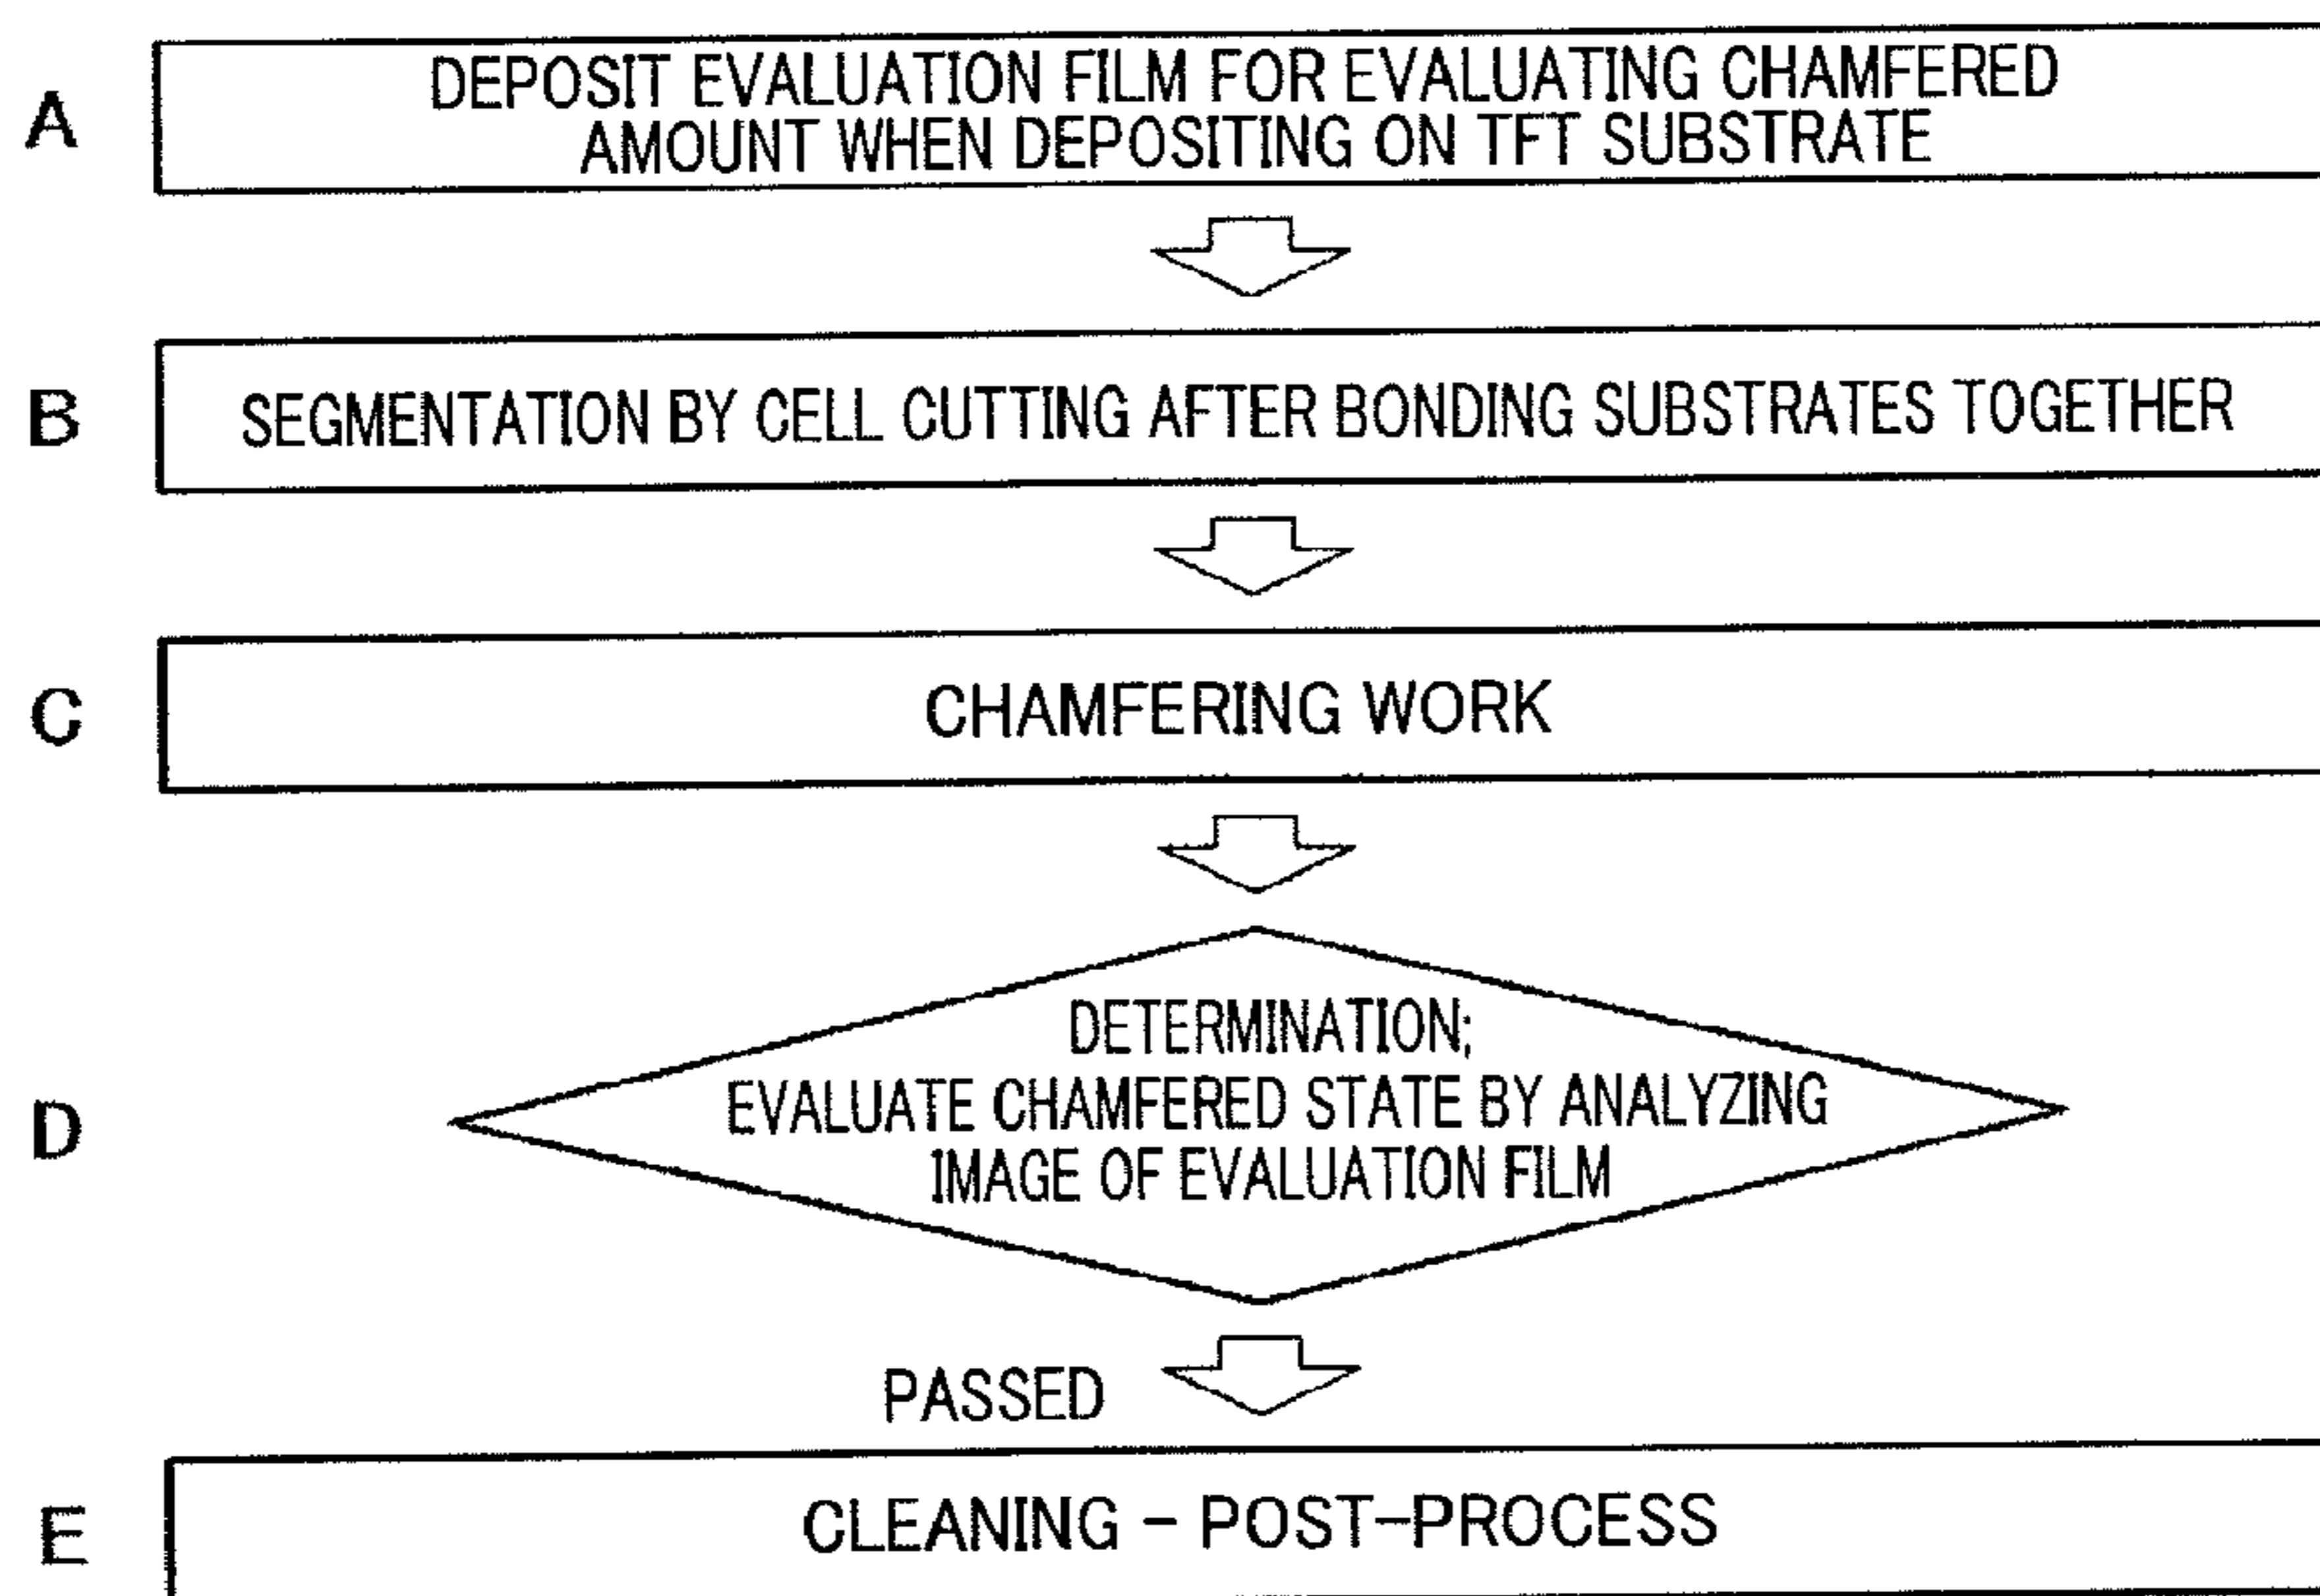 A
DEPOSIT EVALUATION FILM FOR EVALUATING CHAMFERED
AMOUNT WHEN DEPOSITING ON TFT SUBSTRATE
B
SEGMENTATION BY CELL CUTTING AFTER BONDING SUBSTRATES TOGETHER
C
CHAMFERING WORK
D
DETERMINATION;
EVALUATE CHAMFERED STATE BY ANALYZING
IMAGE OF EVALUATION FILM
PASSED
E
CLEANING - POST-PROCESS